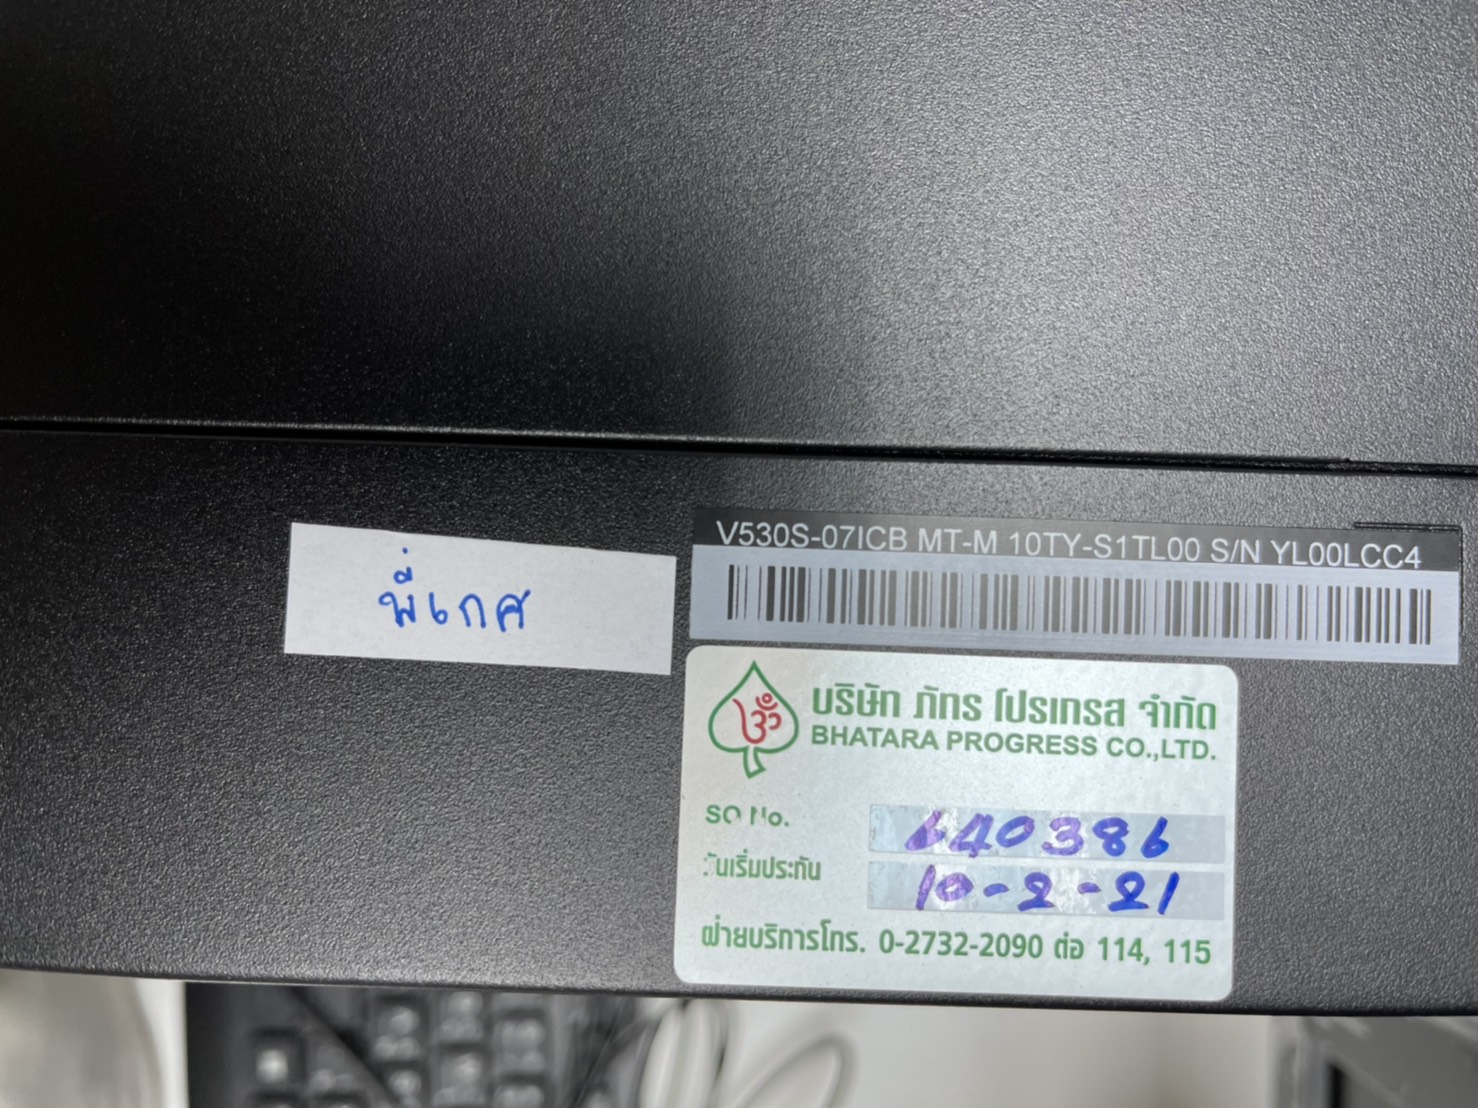 พี่เกศ
V530S-07ICB MT-M 10TY-S1TL00 S/N YL00LCC4
บริษัท ภัทร โปรเกรส จำกัด
BHATARA PROGRESS CO.,LTD.
SO No. 640386
วันเริ่มประกัน 10-2-21
ฝ่ายบริการโทร. 0-2732-2090 ต่อ 114, 115